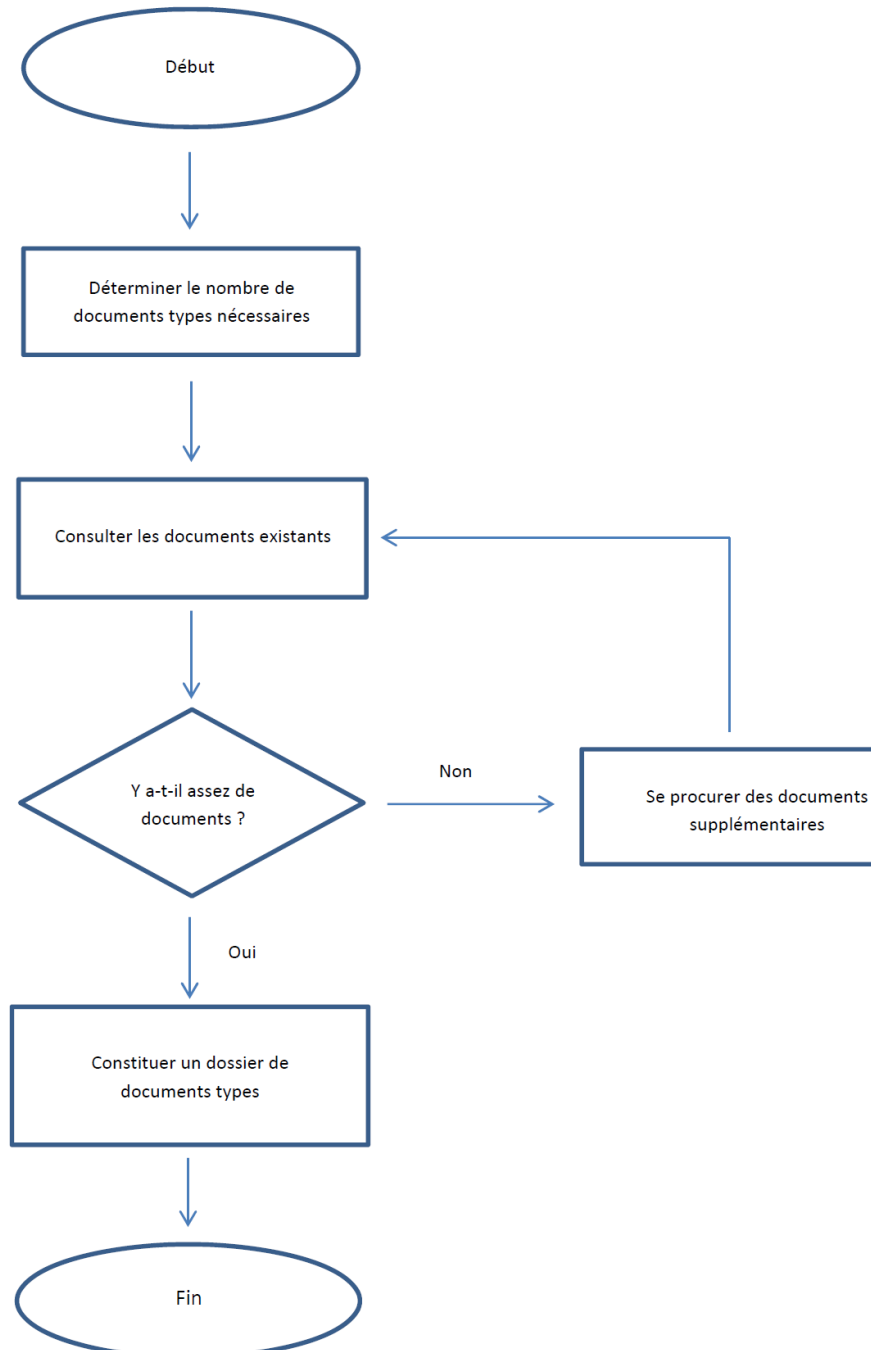 Début
Déterminer le nombre de
documents types nécessaires
Consulter les documents existants
Y a-t-il assez de
documents ?
Non
Se procurer des documents
supplémentaires
Oui
Constituer un dossier de
documents types
Fin